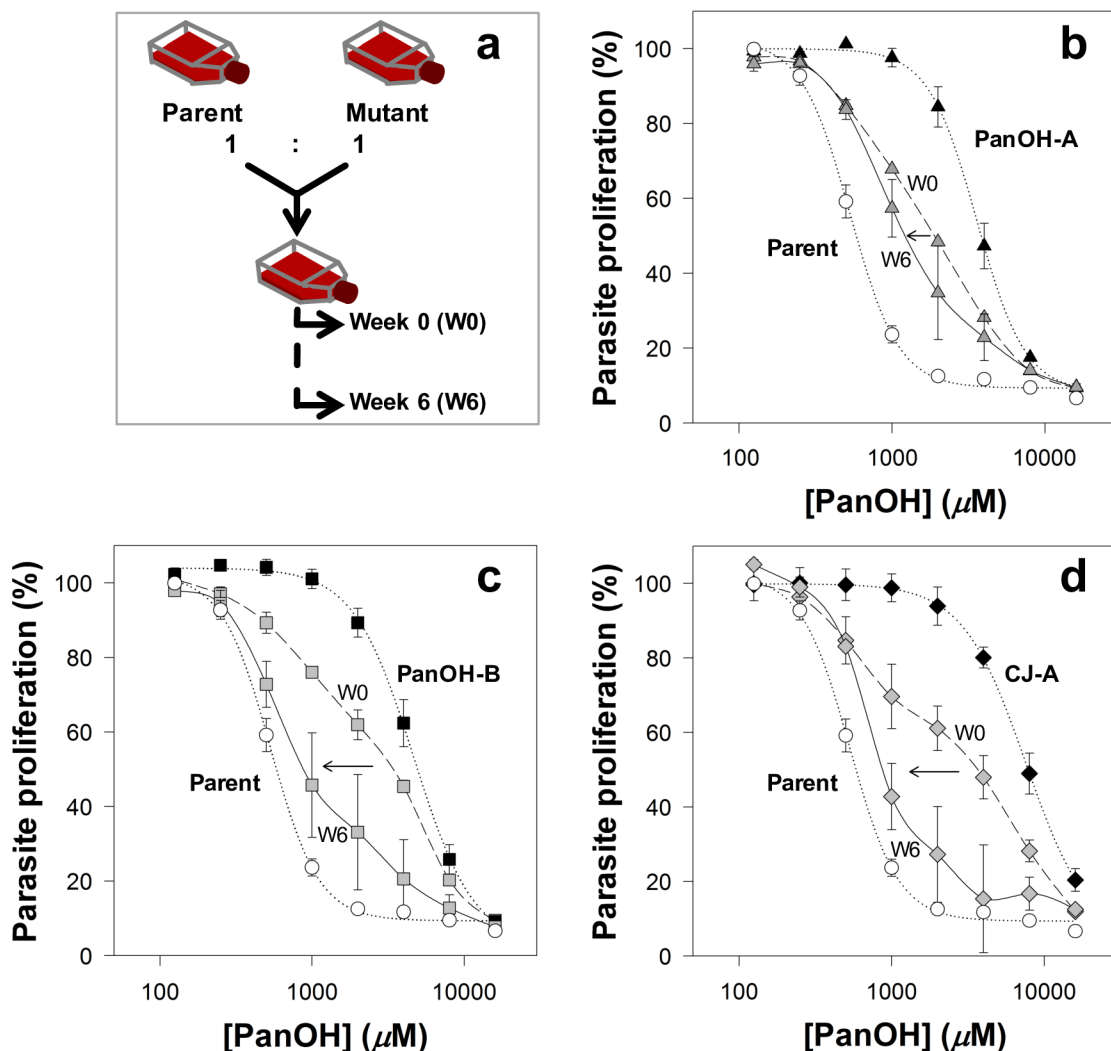 a
Parent Mutant
1 : 1
Week 0 (W0)
Week 6 (W6)
b
Parasite proliferation (%)
100
80
60
40
20
0
PanOH-A
W0
W6
Parent
100 1000 10000
[PanOH] (μM)
c
Parasite proliferation (%)
100
80
60
40
20
0
PanOH-B
W0
Parent
W6
100 1000 10000
[PanOH] (μM)
d
Parasite proliferation (%)
100
80
60
40
20
0
CJ-A
W0
Parent
W6
100 1000 10000
[PanOH] (μM)